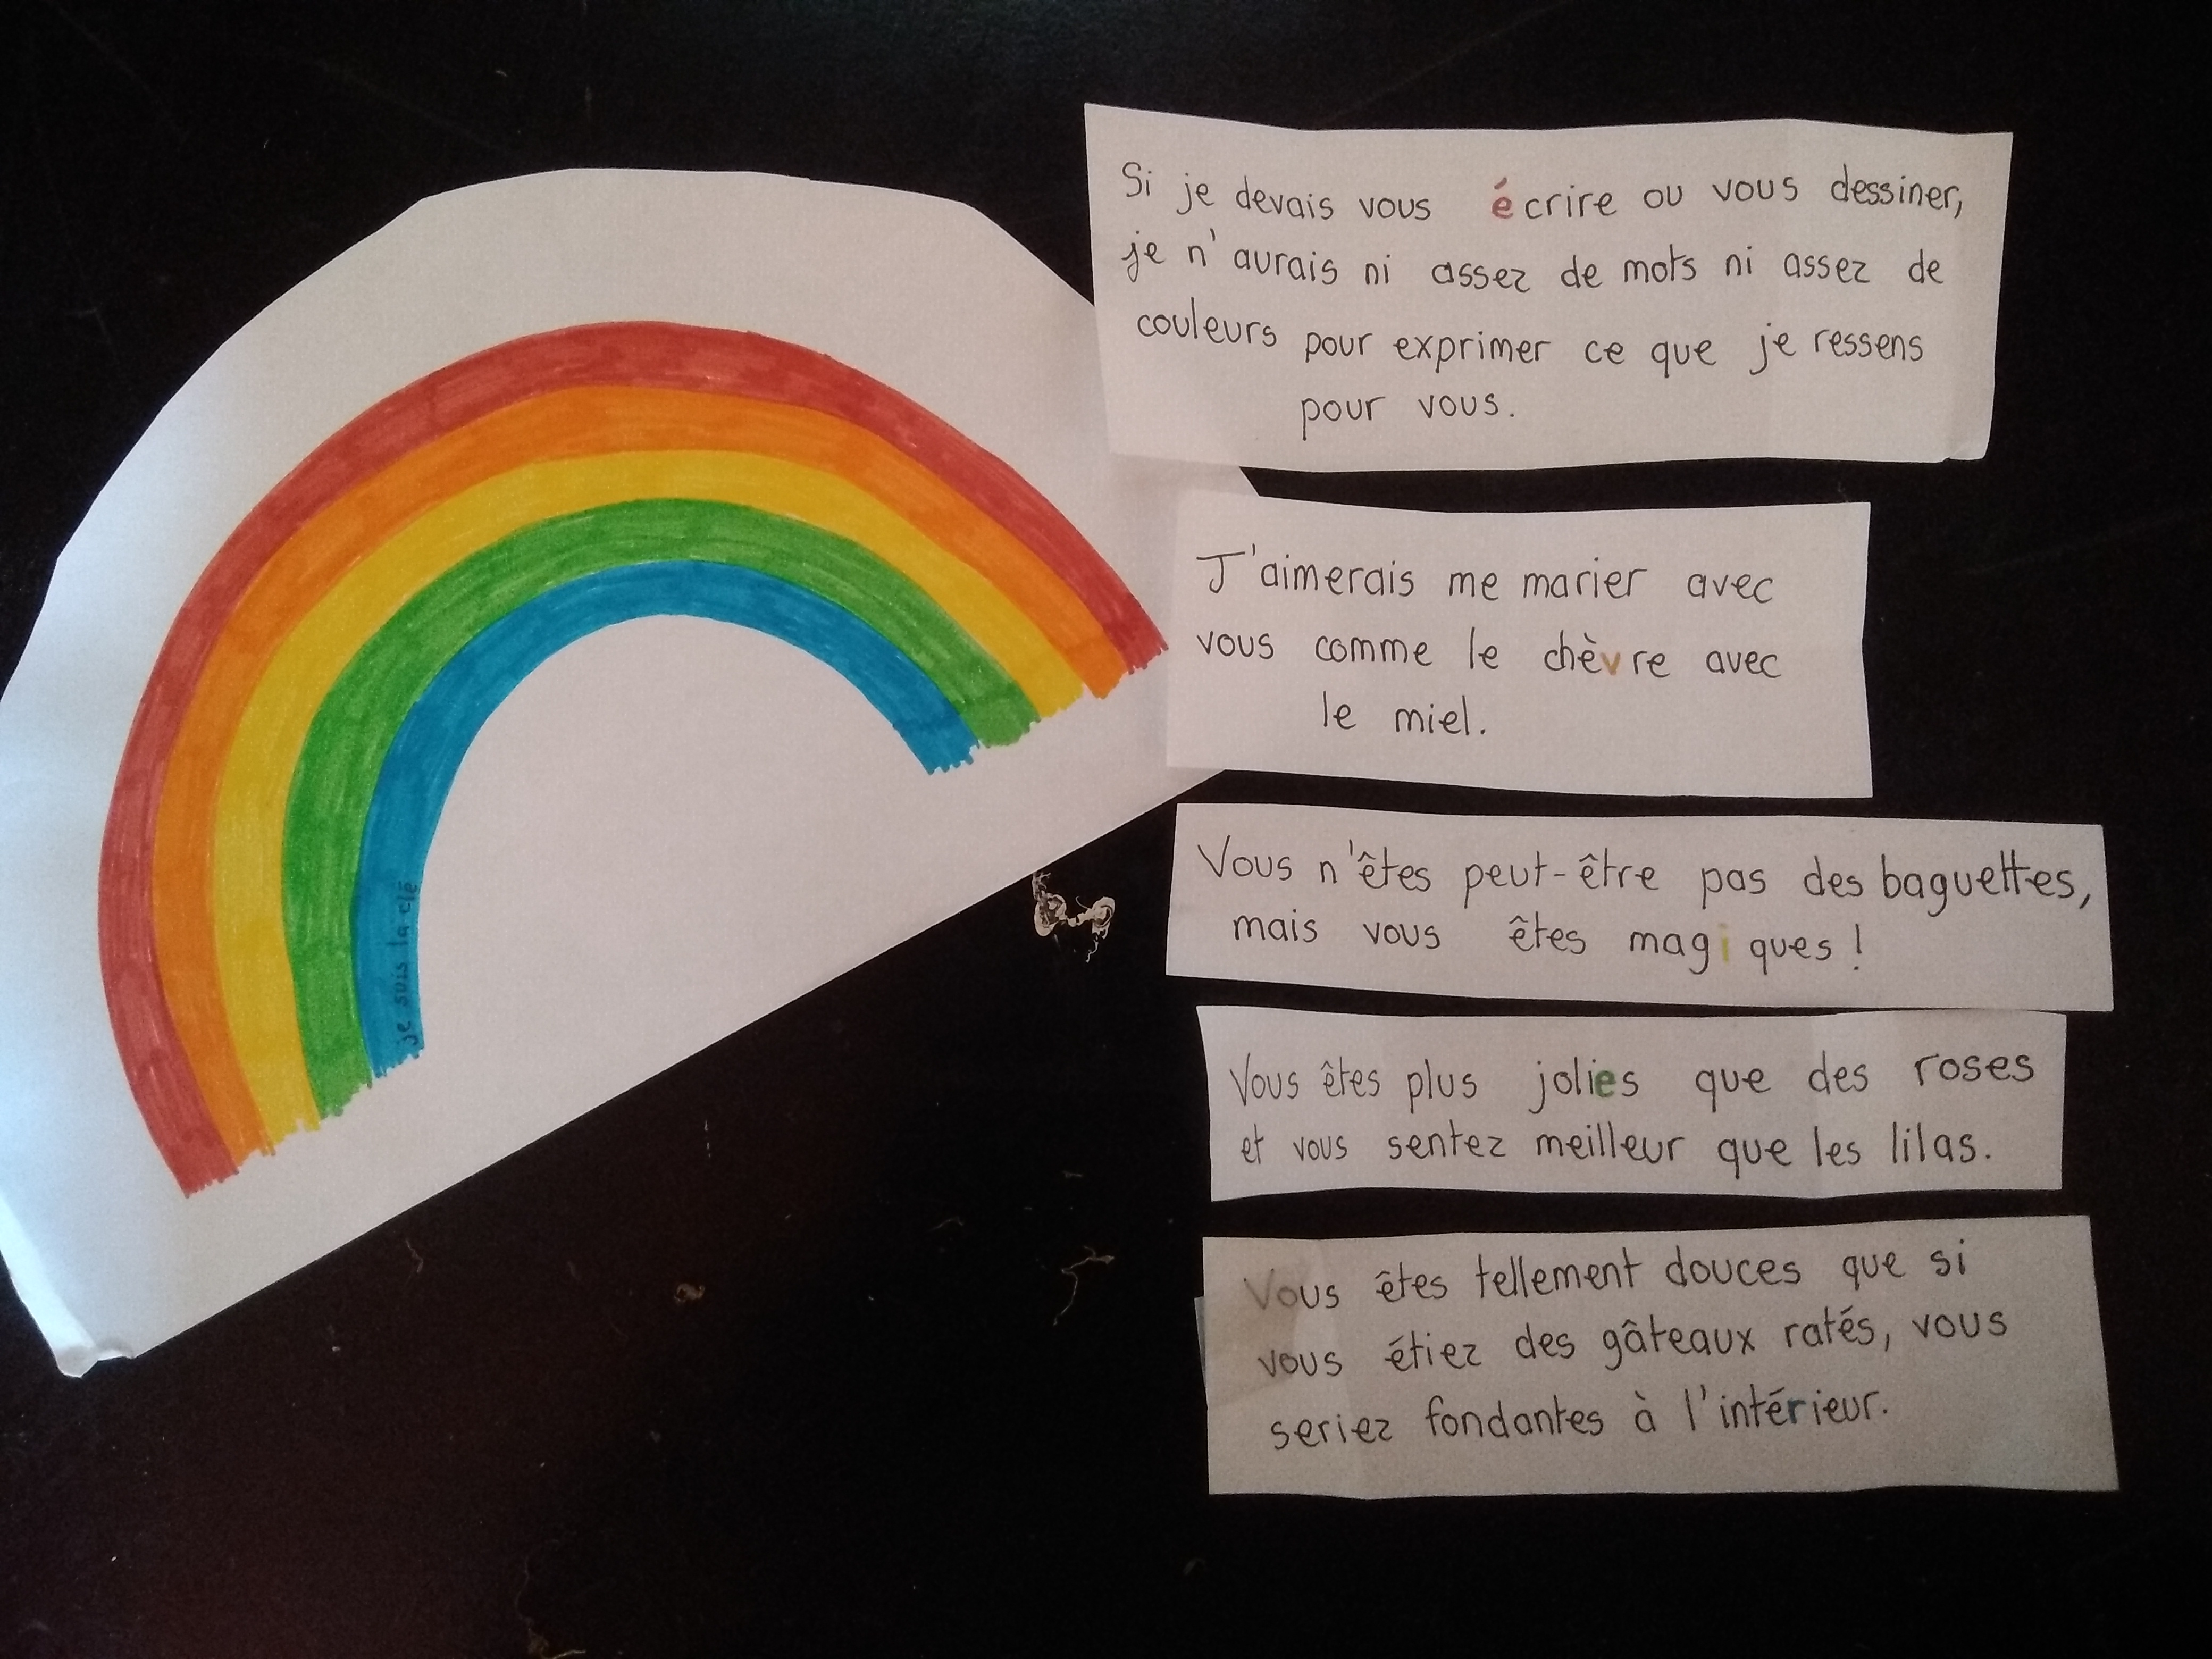 je suis la clé
Si je devais vous écrire ou vous dessiner,
je n'aurais ni assez de mots ni assez de
couleurs pour exprimer ce que je ressens
pour vous.
J'aimerais me marier avec
vous comme le chèvre avec
le miel.
Vous n'êtes peut-être pas des baguettes,
mais vous êtes magiques !
Vous êtes plus jolies que des roses
et vous sentez meilleur que les lilas.
Vous êtes tellement douces que si
vous étiez des gâteaux ratés, vous
seriez fondantes à l'intérieur.